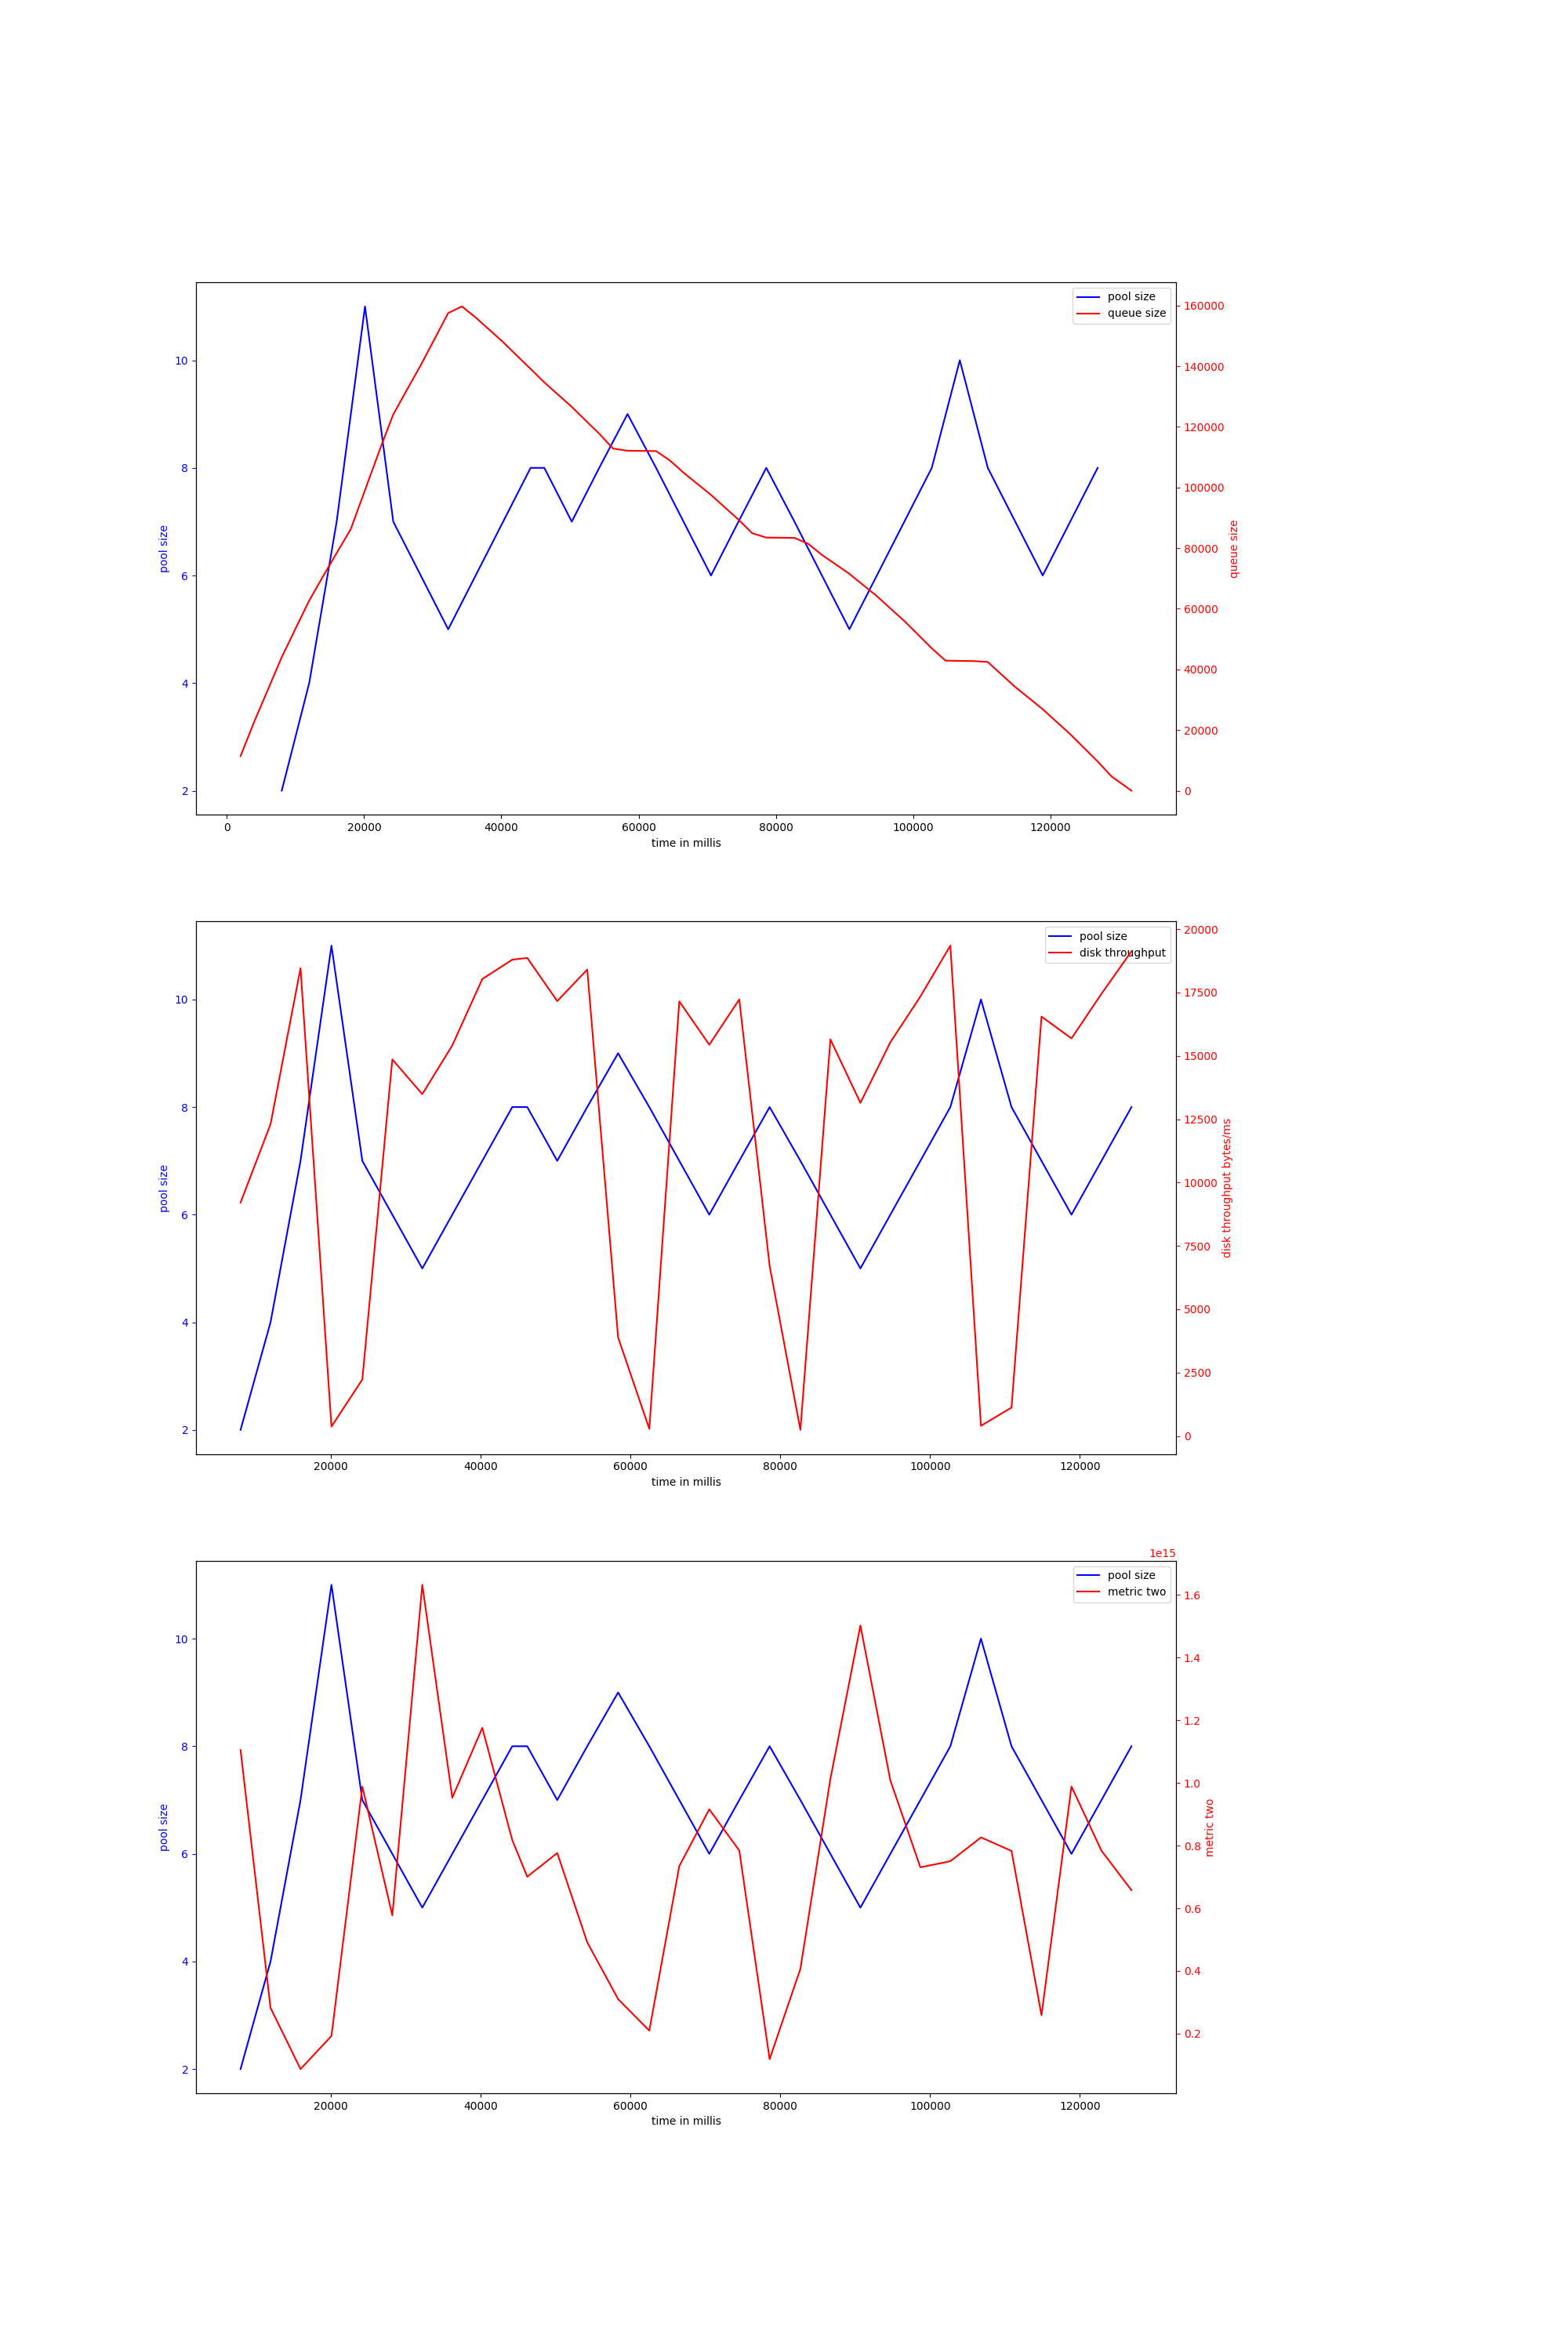 pool size
queue size
160000
140000
120000
100000
80000
60000
40000
20000
0
10
8
6
4
2
pool size
queue size
0 20000 40000 60000 80000 100000 120000
time in millis
pool size
disk throughput
20000
17500
15000
12500
10000
7500
5000
2500
0
10
8
6
4
2
pool size
disk throughput bytes/ms
20000 40000 60000 80000 100000 120000
time in millis
1e15
pool size
metric two
1.6
1.4
1.2
1.0
0.8
0.6
0.4
0.2
10
8
6
4
2
pool size
metric two
20000 40000 60000 80000 100000 120000
time in millis